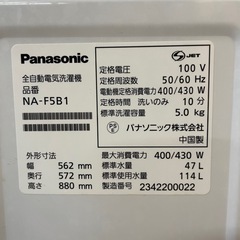 Panasonic
全自動電気洗濯機
品番
NA-F5B1
S JET
定格電圧 100 V
定格周波数 50/60 Hz
電動機定格消費電力 400/430 W
定格時間 洗いのみ 10 分
標準洗濯容量 5.0 kg
パナソニック株式会社
中国製
外形寸法
幅 562 mm
奥行 572 mm
高さ 880 mm
最大消費電力 400/430 W
標準水量 47 L
標準使用水量 114 L
製造番号 2342200022